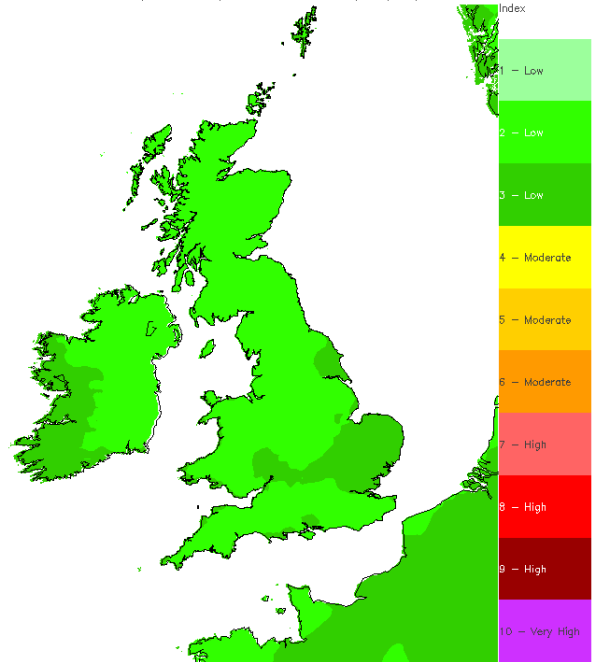 Index
1 - Low
2 - Low
3 - Low
4 - Moderate
5 - Moderate
6 - Moderate
7 - High
8 - High
9 - High
10 - Very High